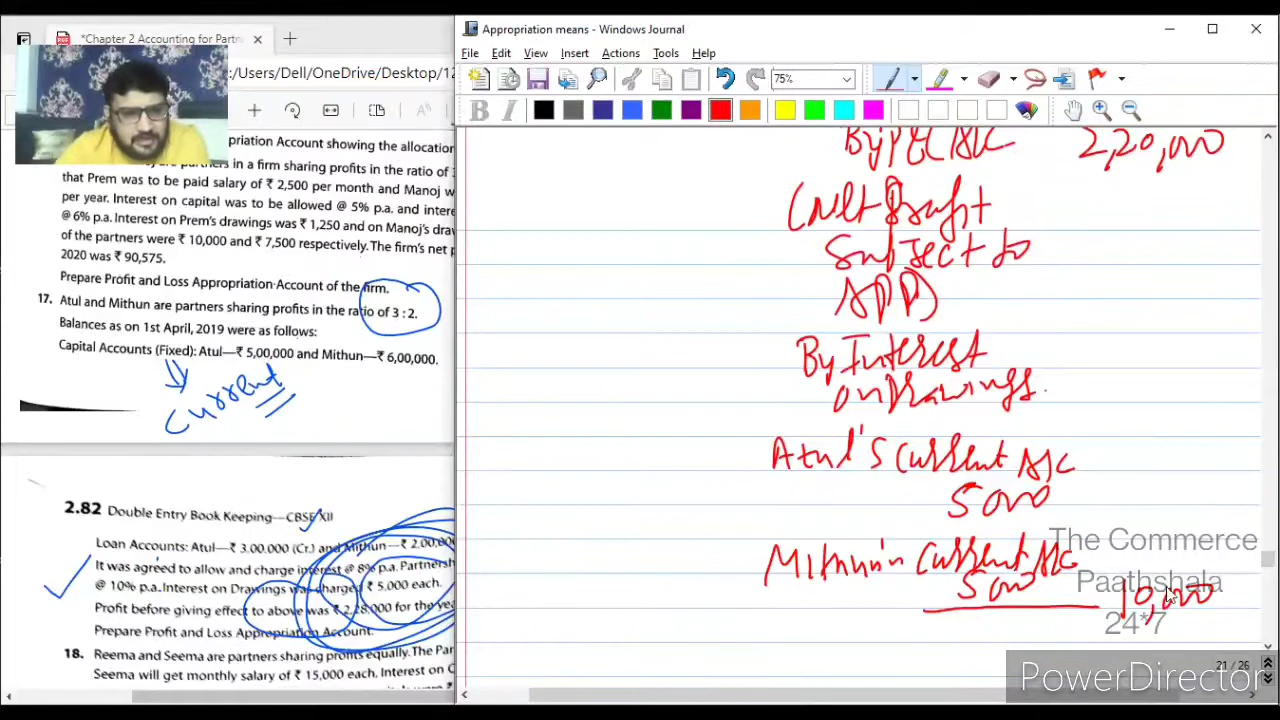 *Chapter 2 Accounting for Partn
:/Users/Dell/OneDrive/Desktop/12
priation Account showing the allocation
in a firm sharing profits in the ratio of 3
that Prem was to be paid salary of ₹ 2,500 per month and Manoj w
per year. Interest on capital was to be allowed @ 5% p.a. and intere
@ 6% p.a. Interest on Prem's drawings was ₹ 1,250 and on Manoj's draw
of the partners were ₹ 10,000 and ₹ 7,500 respectively. The firm's net p
2020 was ₹ 90,575.
Prepare Profit and Loss Appropriation Account of the firm.
17. Atul and Mithun are partners sharing profits in the ratio of 3 : 2.
Balances as on 1st April, 2019 were as follows:
Capital Accounts (Fixed): Atul—₹ 5,00,000 and Mithun—₹ 6,00,000.
Current
2.82 Double Entry Book Keeping—CBSE XII
Loan Accounts: Atul—₹ 3,00,000 (Cr.) and Mithun—₹ 2,00,000
It was agreed to allow and charge interest @ 8% p.a. Partnersh
@ 10% p.a. Interest on Drawings was charged ₹ 5,000 each.
Profit before giving effect to above was ₹ 2,28,000 for the ye
Prepare Profit and Loss Appropriation Account.
18. Reema and Seema are partners sharing profits equally. The Par
Seema will get monthly salary of ₹ 15,000 each. Interest on C
Appropriation means - Windows Journal
File Edit View Insert Actions Tools Help
75%
B I
By P&L A/C 2,20,000
(Net Profit
Subject to
APP)
By Interest
on Drawings.
Atul's Current A/c
5000
Mithun's Current A/c
5000 10,000
The Commerce
Paathshala
24*7
21 / 26
PowerDirector